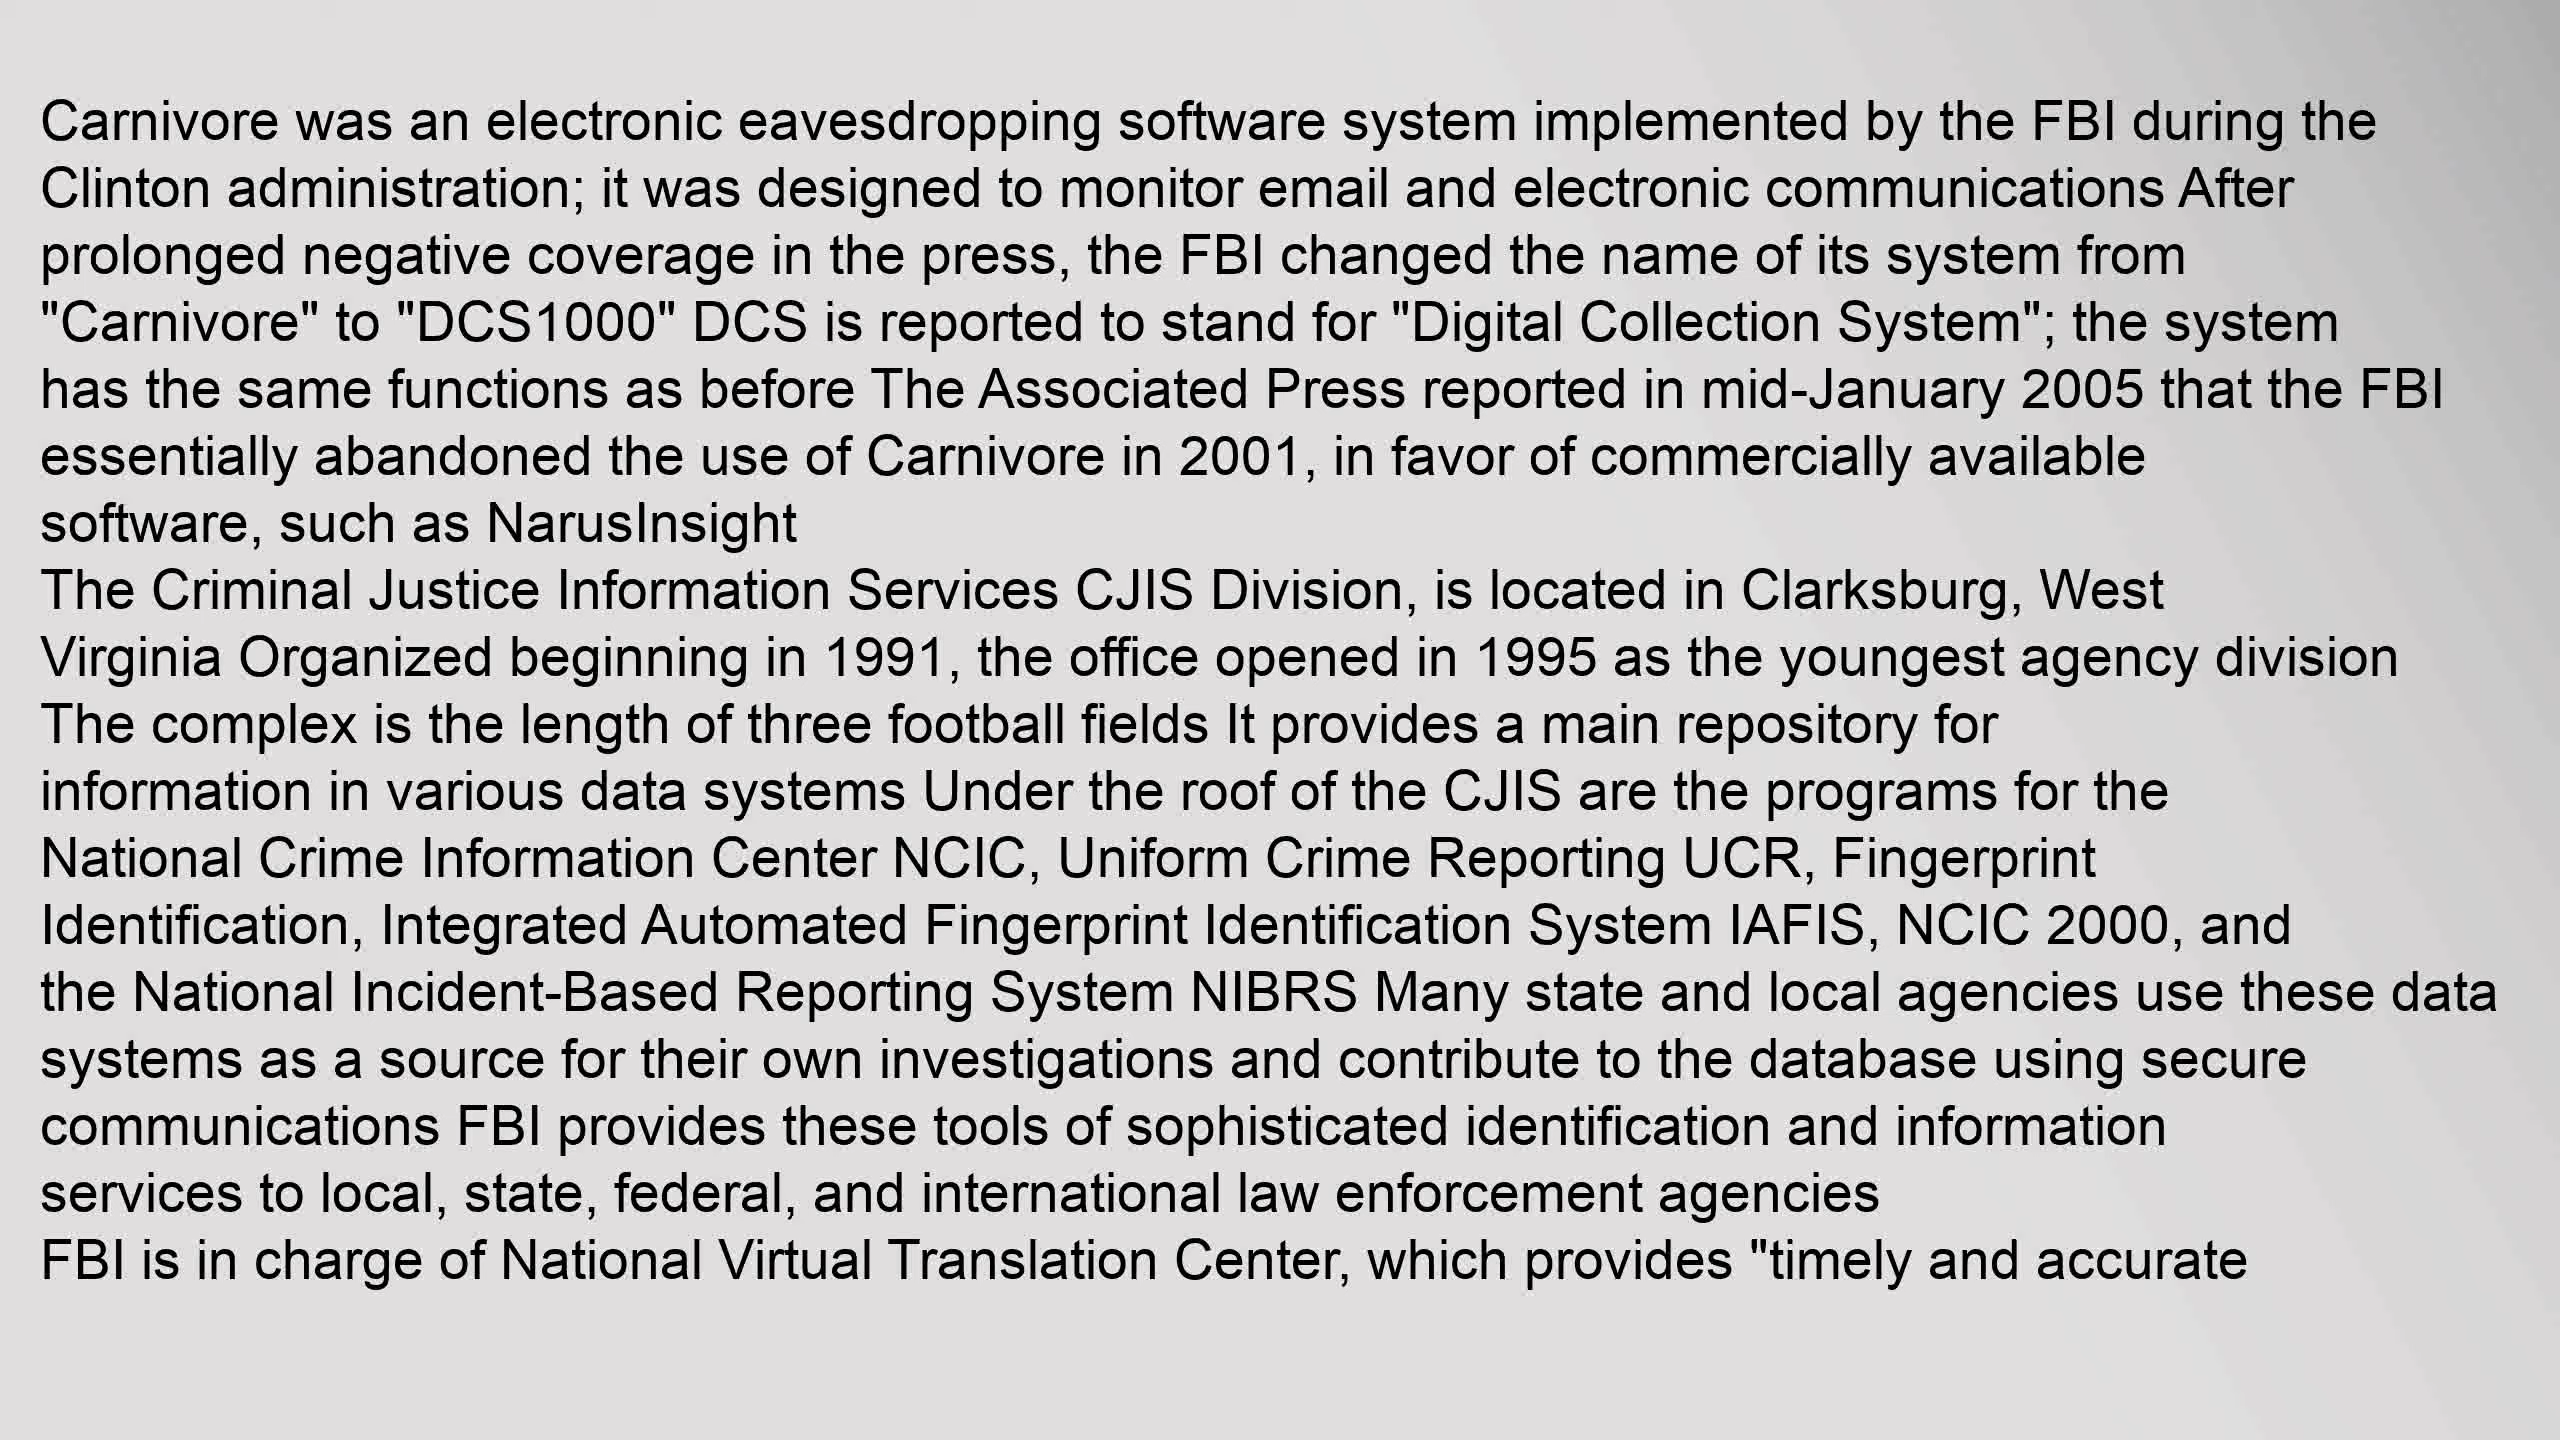 Carnivore was an electronic eavesdropping software system implemented by the FBI during the
Clinton administration; it was designed to monitor email and electronic communications After
prolonged negative coverage in the press, the FBI changed the name of its system from
"Carnivore" to "DCS1000" DCS is reported to stand for "Digital Collection System"; the system
has the same functions as before The Associated Press reported in mid-January 2005 that the FBI
essentially abandoned the use of Carnivore in 2001, in favor of commercially available
software, such as NarusInsight
The Criminal Justice Information Services CJIS Division, is located in Clarksburg, West
Virginia Organized beginning in 1991, the office opened in 1995 as the youngest agency division
The complex is the length of three football fields It provides a main repository for
information in various data systems Under the roof of the CJIS are the programs for the
National Crime Information Center NCIC, Uniform Crime Reporting UCR, Fingerprint
Identification, Integrated Automated Fingerprint Identification System IAFIS, NCIC 2000, and
the National Incident-Based Reporting System NIBRS Many state and local agencies use these data
systems as a source for their own investigations and contribute to the database using secure
communications FBI provides these tools of sophisticated identification and information
services to local, state, federal, and international law enforcement agencies
FBI is in charge of National Virtual Translation Center, which provides "timely and accurate